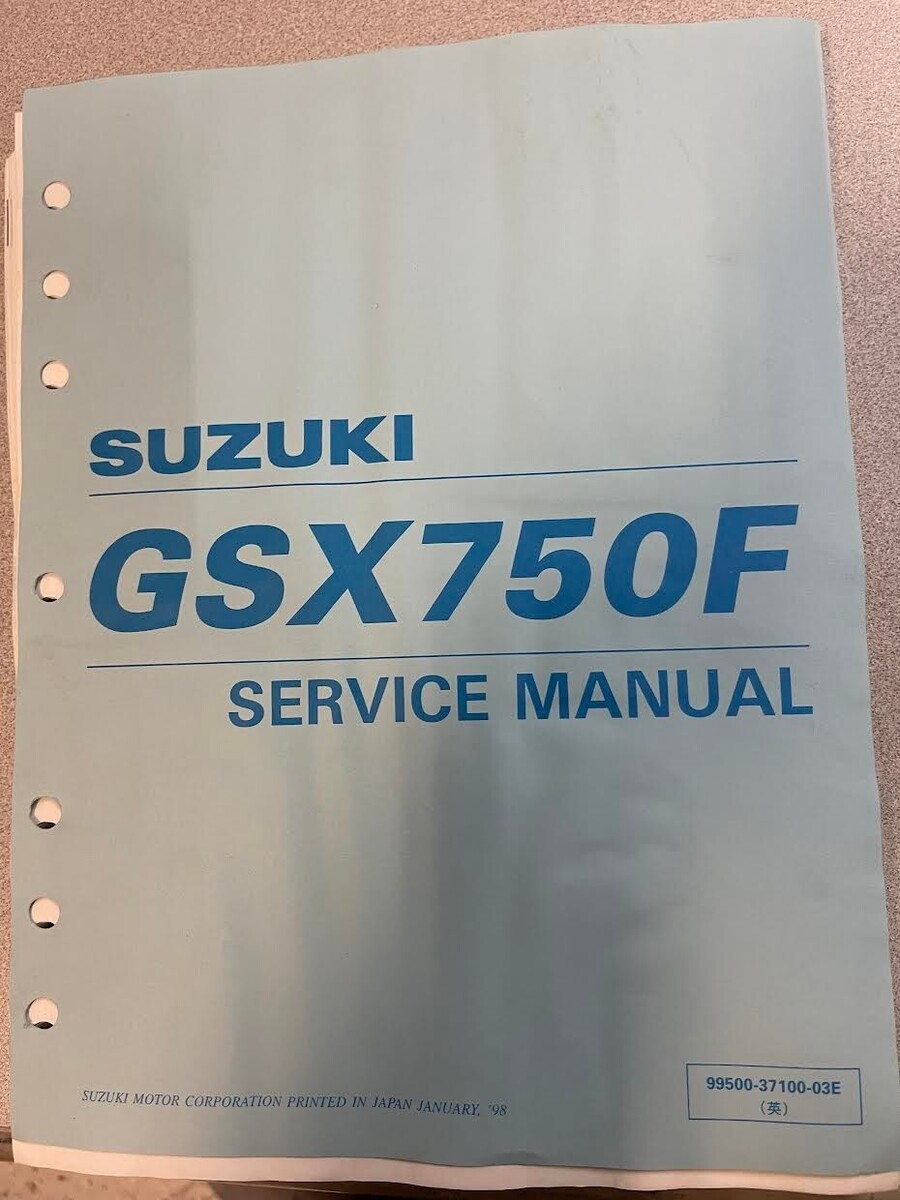 SUZUKI
GSX750F
SERVICE MANUAL
SUZUKI MOTOR CORPORATION PRINTED IN JAPAN JANUARY, '98
99500-37100-03E
(英)